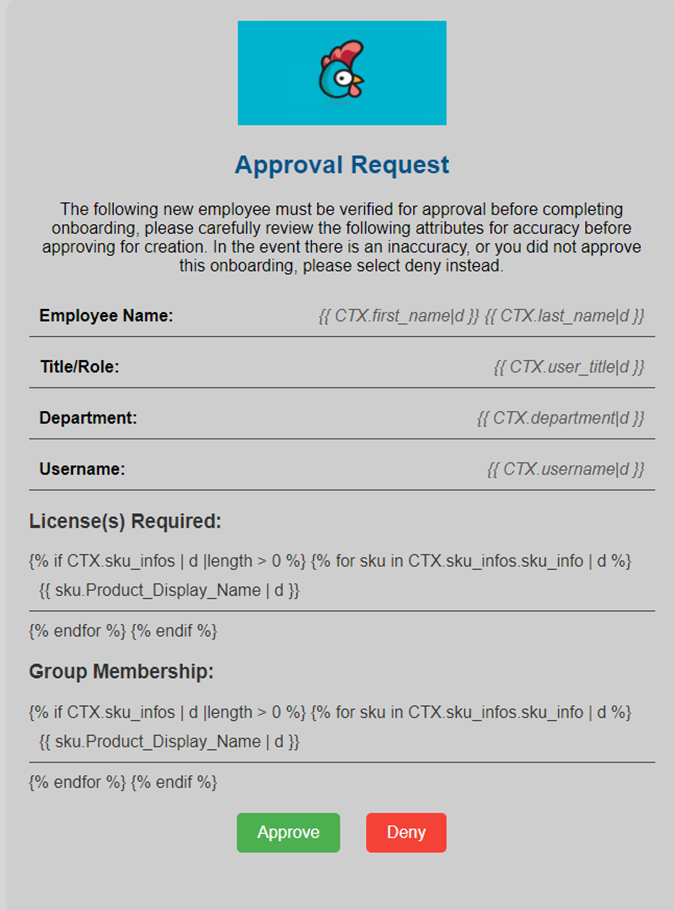 Approval Request
The following new employee must be verified for approval before completing
onboarding, please carefully review the following attributes for accuracy before
approving for creation. In the event there is an inaccuracy, or you did not approve
this onboarding, please select deny instead.
Employee Name: {{ CTX.first_name|d }} {{ CTX.last_name|d }}
Title/Role: {{ CTX.user_title|d }}
Department: {{ CTX.department|d }}
Username: {{ CTX.username|d }}
License(s) Required:
{% if CTX.sku_infos | d |length > 0 %} {% for sku in CTX.sku_infos.sku_info | d %}
{{ sku.Product_Display_Name | d }}
{% endfor %} {% endif %}
Group Membership:
{% if CTX.sku_infos | d |length > 0 %} {% for sku in CTX.sku_infos.sku_info | d %}
{{ sku.Product_Display_Name | d }}
{% endfor %} {% endif %}
Approve Deny